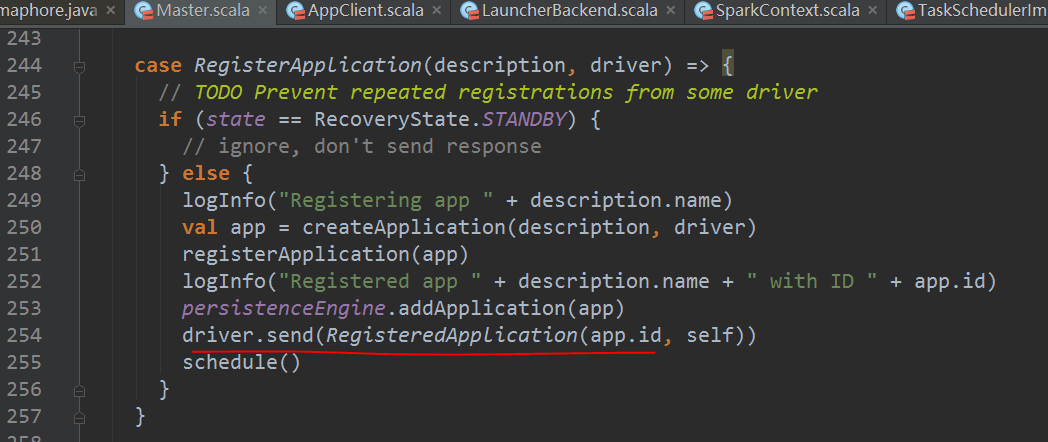 maphore.java × Master.scala × AppClient.scala × LauncherBackend.scala × SparkContext.scala × TaskSchedulerIm
243
244 case RegisterApplication(description, driver) => {
245 // TODO Prevent repeated registrations from some driver
246 if (state == RecoveryState.STANDBY) {
247 // ignore, don't send response
248 } else {
249 logInfo("Registering app " + description.name)
250 val app = createApplication(description, driver)
251 registerApplication(app)
252 logInfo("Registered app " + description.name + " with ID " + app.id)
253 persistenceEngine.addApplication(app)
254 driver.send(RegisteredApplication(app.id, self))
255 schedule()
256 }
257 }
258